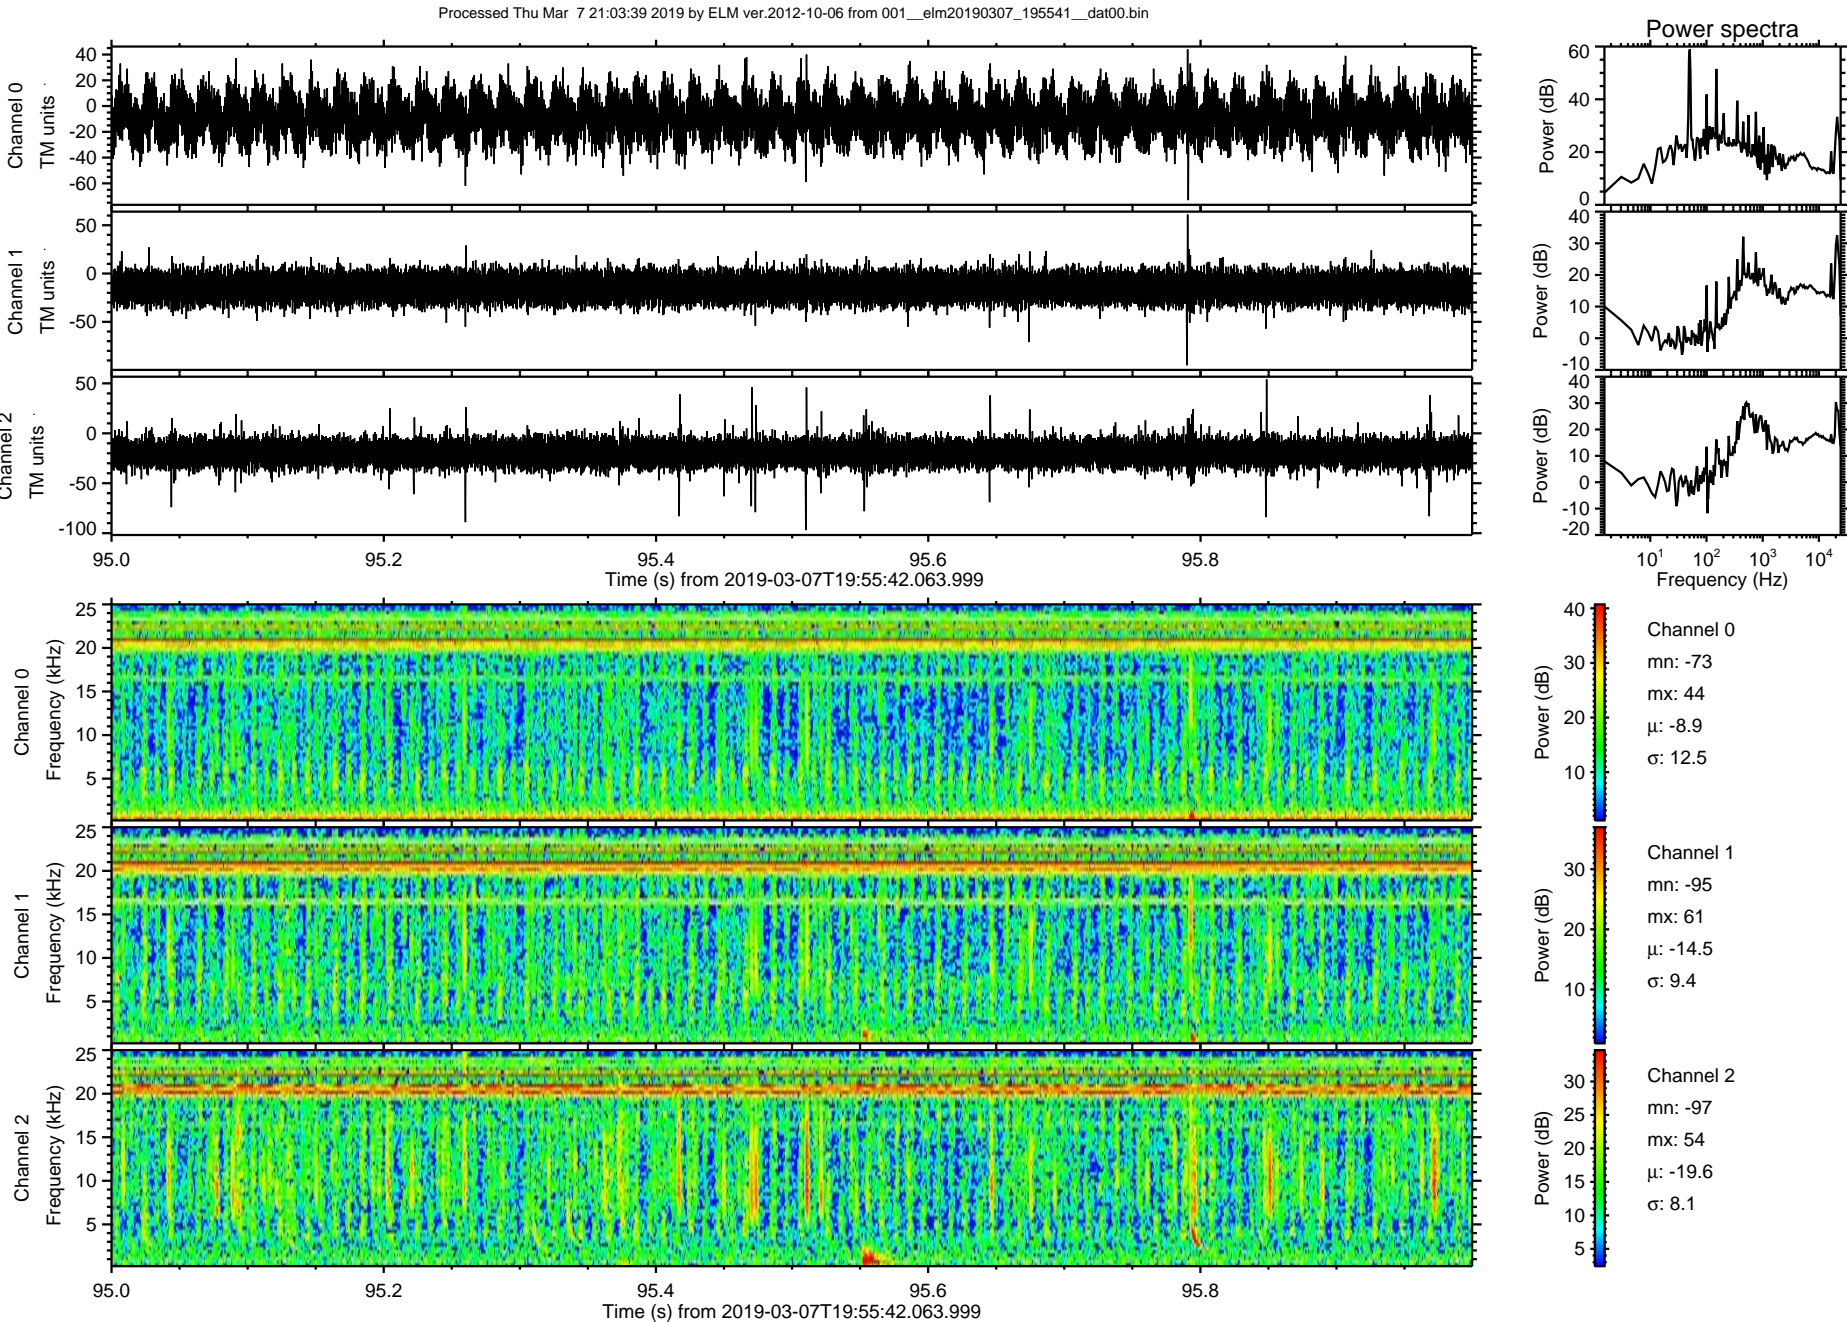 Processed Thu Mar 7 21:03:39 2019 by ELM ver.2012-10-06 from 001__elm20190307_195541__dat00.bin
Power spectra
Channel 0
TM units
40
20
0
-20
-40
-60
Power (dB)
60
40
20
0
Channel 1
TM units
50
0
-50
Power (dB)
40
30
20
10
0
-10
Channel 2
TM units
50
0
-50
-100
Power (dB)
40
30
20
10
0
-10
-20
95.0 95.2 95.4 95.6 95.8
Time (s) from 2019-03-07T19:55:42.063.999
10¹ 10² 10³ 10⁴
Frequency (Hz)
Channel 0
Frequency (kHz)
25
20
15
10
5
Power (dB)
40
30
20
10
Channel 0
mn: -73
mx: 44
μ: -8.9
σ: 12.5
Channel 1
Frequency (kHz)
25
20
15
10
5
Power (dB)
30
20
10
Channel 1
mn: -95
mx: 61
μ: -14.5
σ: 9.4
Channel 2
Frequency (kHz)
25
20
15
10
5
Power (dB)
30
25
20
15
10
5
Channel 2
mn: -97
mx: 54
μ: -19.6
σ: 8.1
95.0 95.2 95.4 95.6 95.8
Time (s) from 2019-03-07T19:55:42.063.999